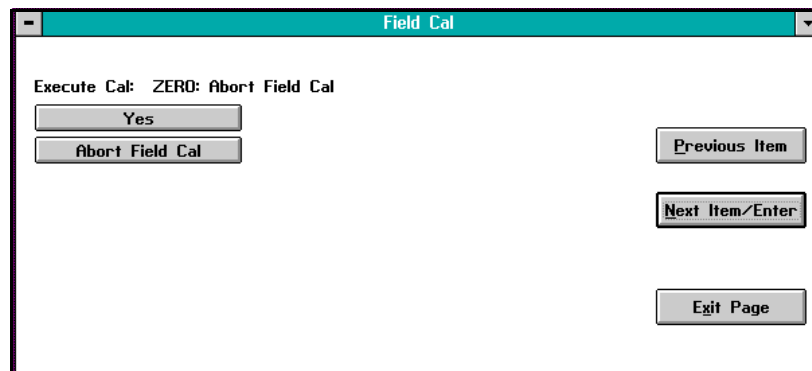 Field Cal
Execute Cal: ZERO: Abort Field Cal
Yes
Abort Field Cal
Previous Item
Next Item/Enter
Exit Page